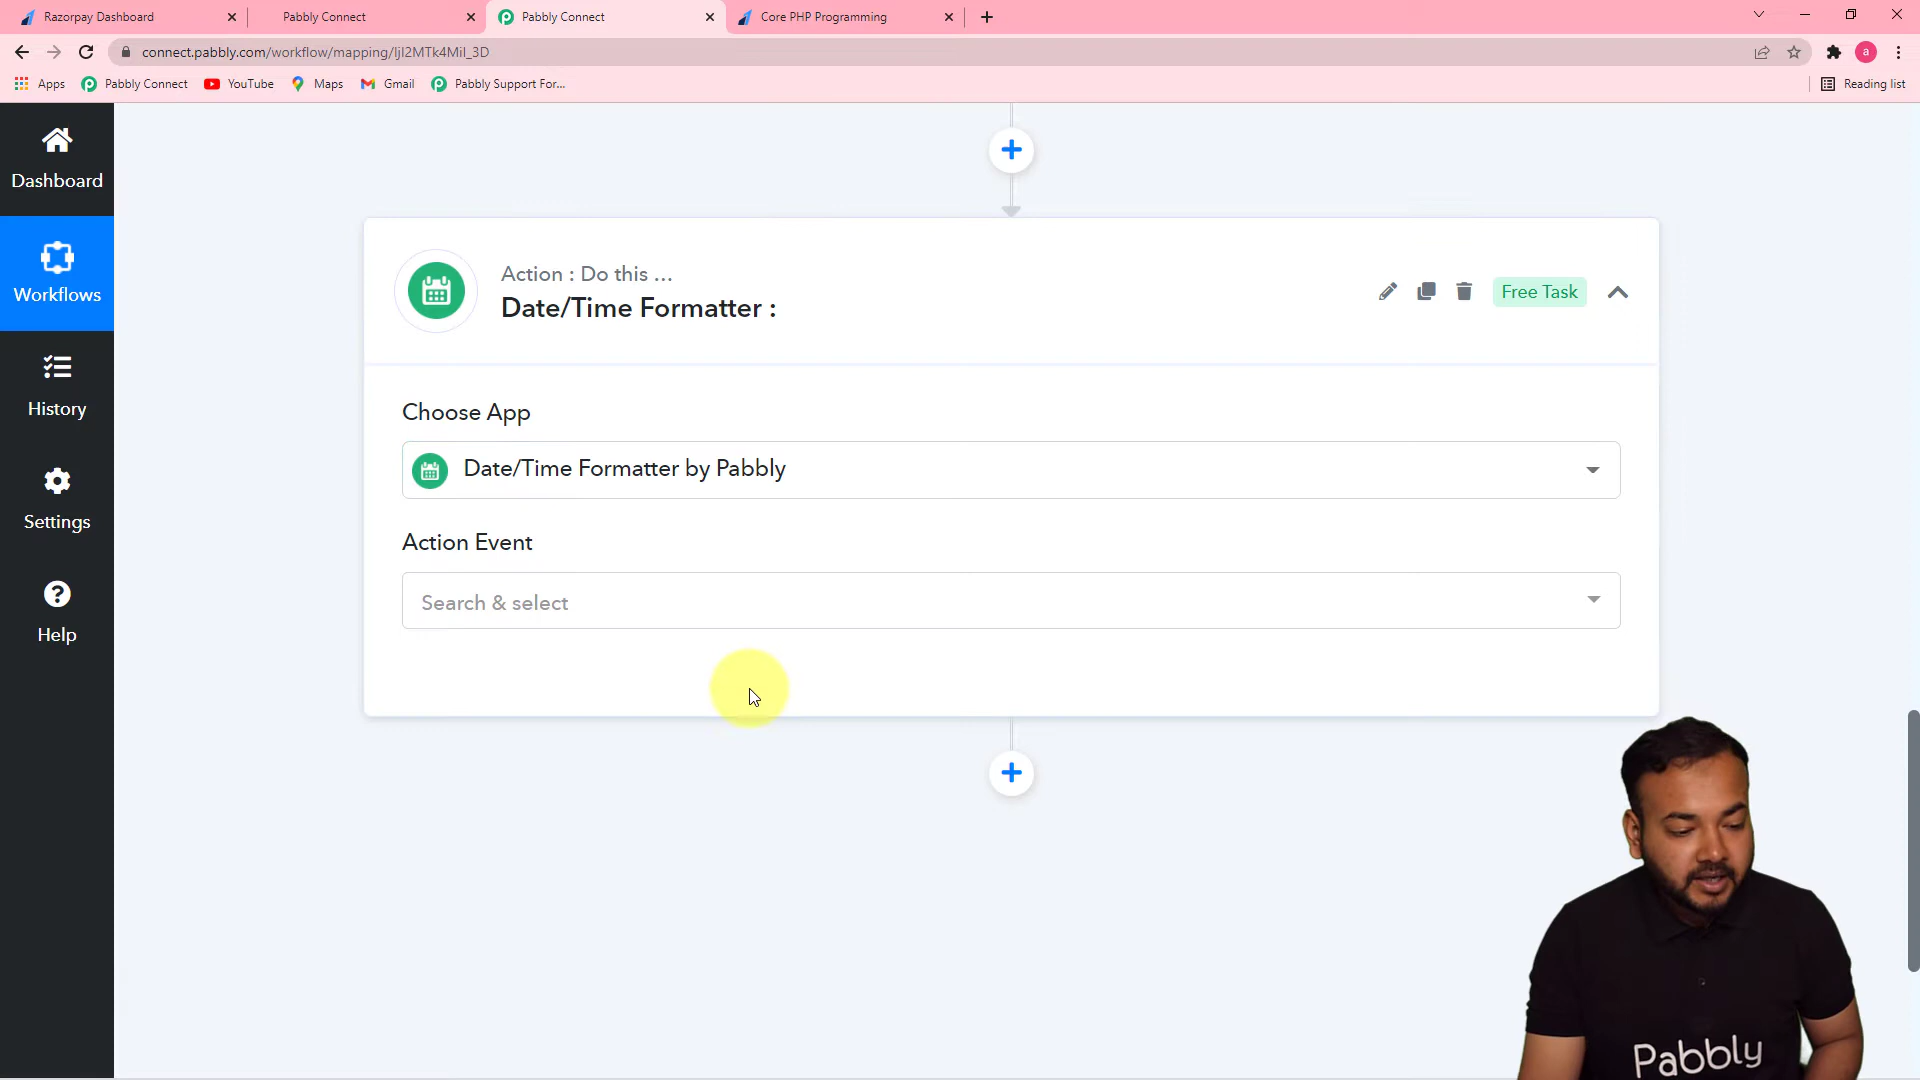 Razorpay Dashboard
Pabbly Connect
Pabbly Connect
Core PHP Programming
connect.pabbly.com/workflow/mapping/IjI2MTk4MiI_3D
a
Apps
Pabbly Connect
YouTube
Maps
Gmail
Pabbly Support For...
Reading list
Dashboard
Workflows
History
Settings
Help
Action : Do this ...
Date/Time Formatter :
Free Task
Choose App
Date/Time Formatter by Pabbly
Action Event
Search & select
Pabbly